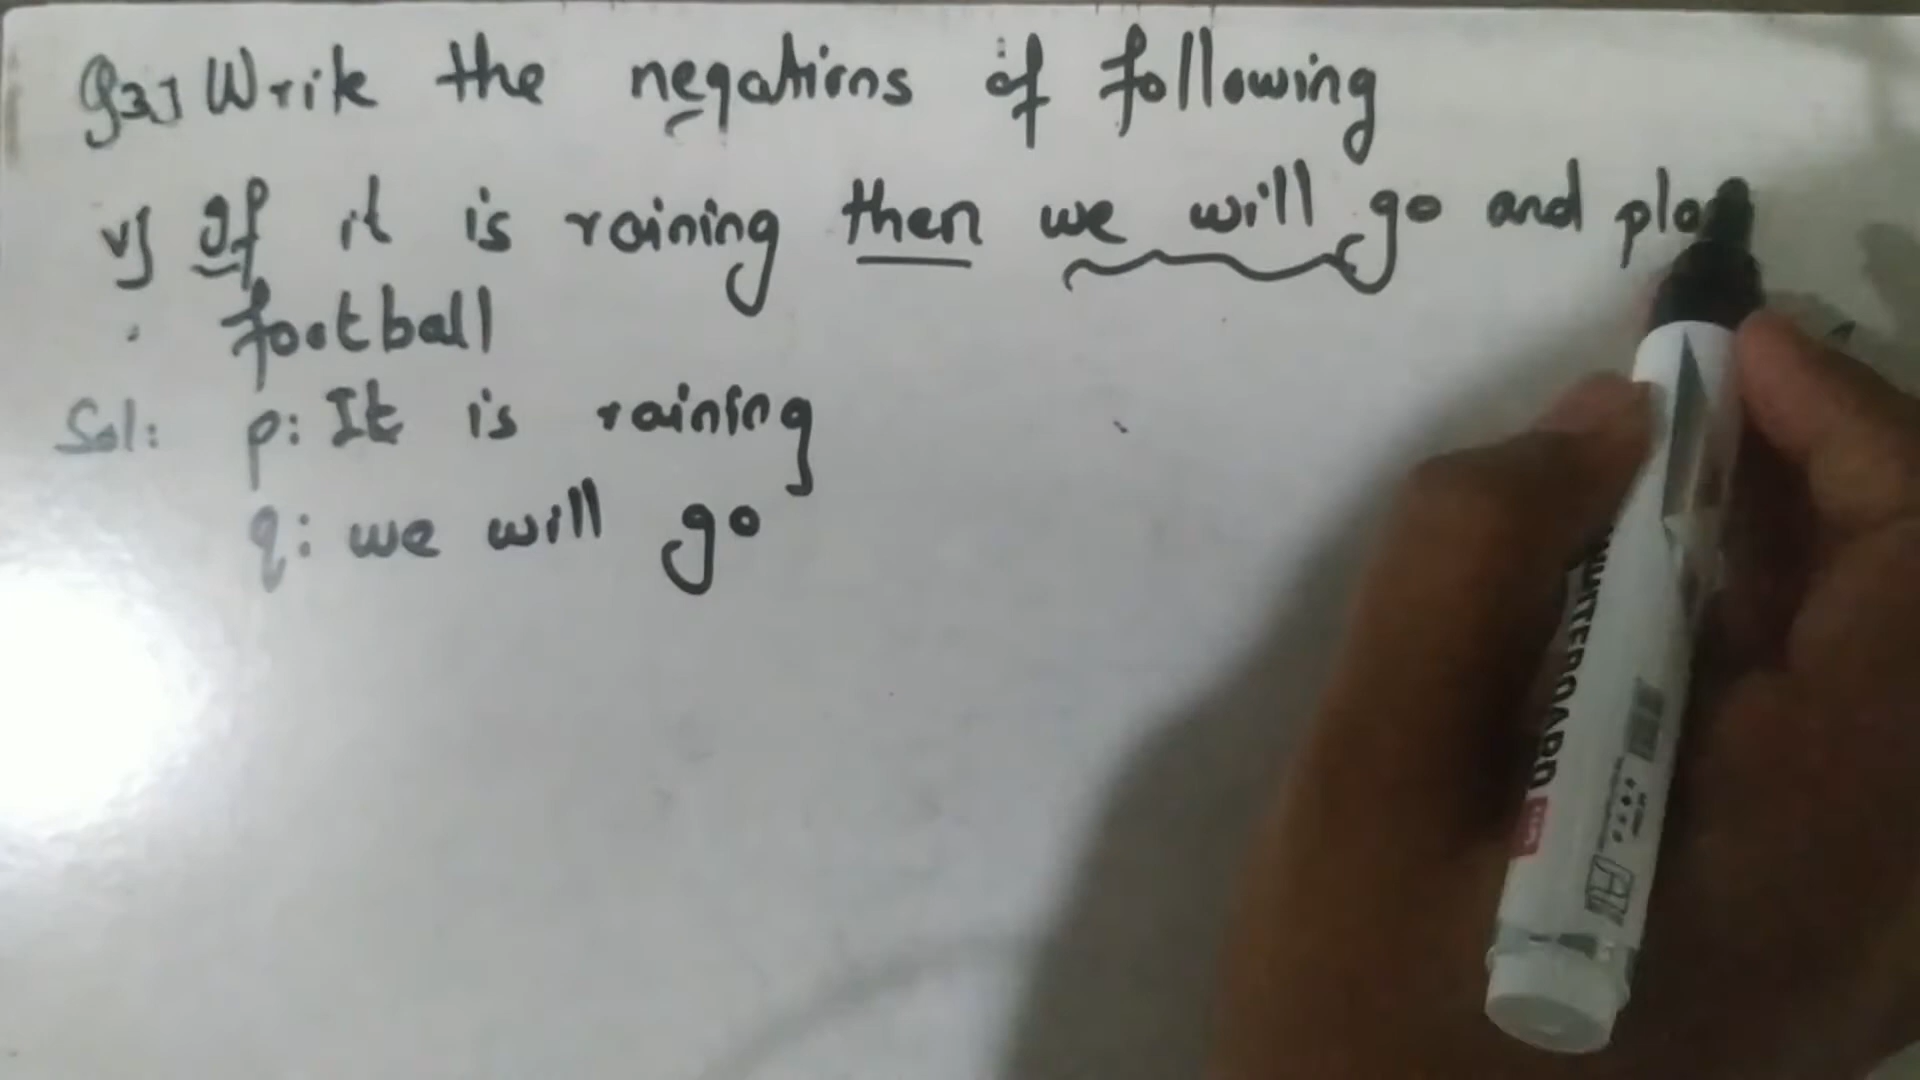 Q3] Write the negations of following
v] If it is raining then we will go and
football
Sol: p: It is raining
q: we will go
WHITEBOARD